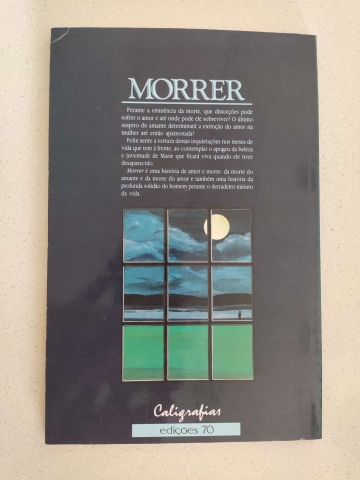 MORRER
Perante a eminência da morte, que distorções pode
sofrer o amor e até onde pode ele sobreviver? O último
suspiro do amante determinará a extinção do amor na
mulher até então apaixonada?
Felix sente a tortura destas inquietações nos meses de
vida que tem à frente, ao contemplar o apogeu da beleza
e juventude de Marie que ficará viva quando ele tiver
desaparecido.
Morrer é uma história de amor e morte: da morte do
amante e da morte do amor e também uma história da
profunda solidão do homem perante o derradeiro minuto
da vida.
Caligrafias
edições 70